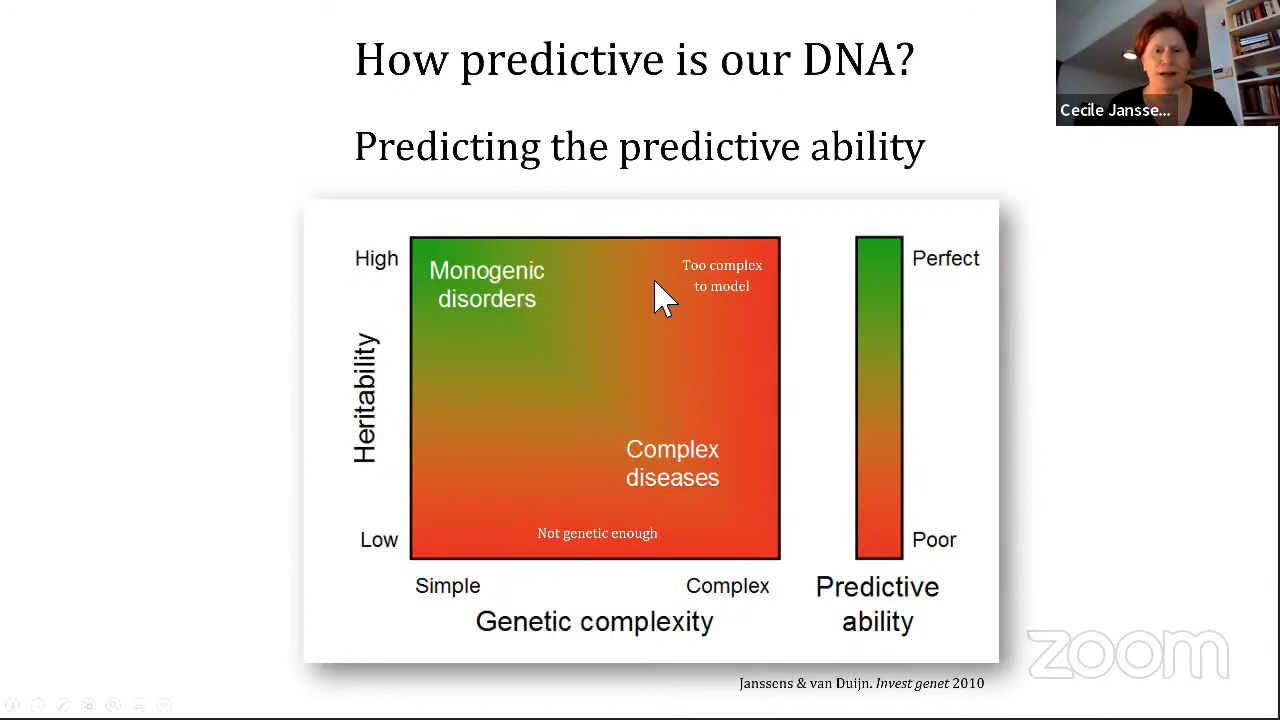 How predictive is our DNA?
Cecile Jansse...
Predicting the predictive ability
High
Monogenic
disorders
Too complex
to model
Heritability
Complex
diseases
Not genetic enough
Low
Simple
Complex
Genetic complexity
Perfect
Poor
Predictive
ability
zoom
Janssens & van Duijn. Invest genet 2010